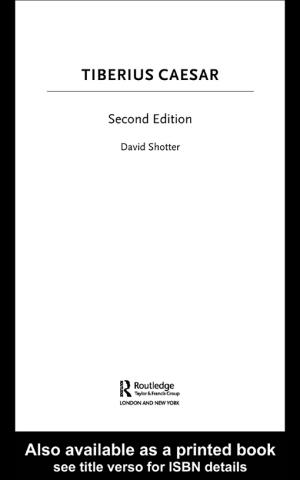 TIBERIUS CAESAR
Second Edition
David Shotter
Routledge
Taylor & Francis Group
LONDON AND NEW YORK
Also available as a printed book
see title verso for ISBN details